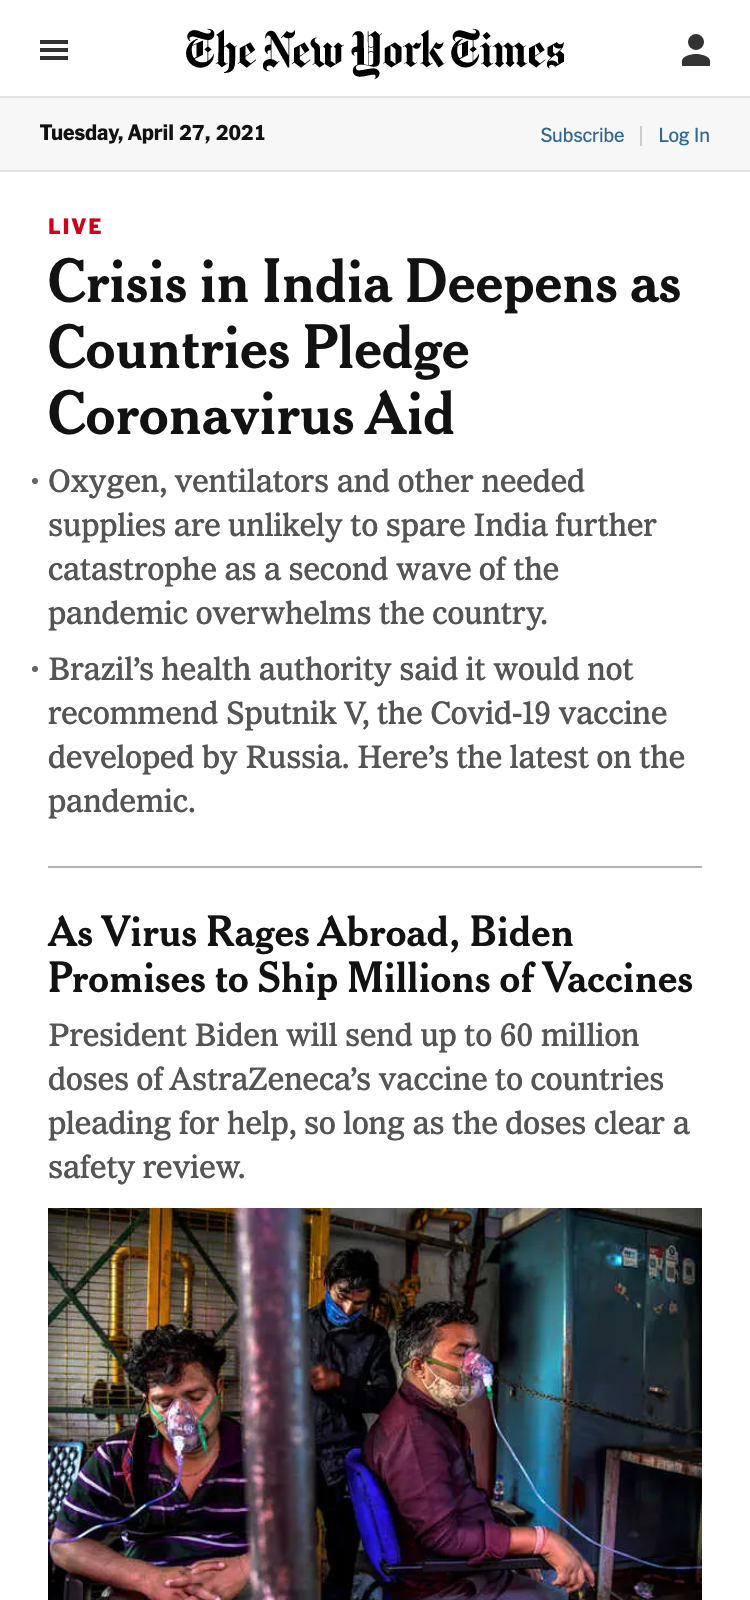 The New York Times
Tuesday, April 27, 2021
Subscribe | Log In
LIVE
Crisis in India Deepens as
Countries Pledge
Coronavirus Aid
• Oxygen, ventilators and other needed
supplies are unlikely to spare India further
catastrophe as a second wave of the
pandemic overwhelms the country.
• Brazil’s health authority said it would not
recommend Sputnik V, the Covid-19 vaccine
developed by Russia. Here’s the latest on the
pandemic.
As Virus Rages Abroad, Biden
Promises to Ship Millions of Vaccines
President Biden will send up to 60 million
doses of AstraZeneca’s vaccine to countries
pleading for help, so long as the doses clear a
safety review.